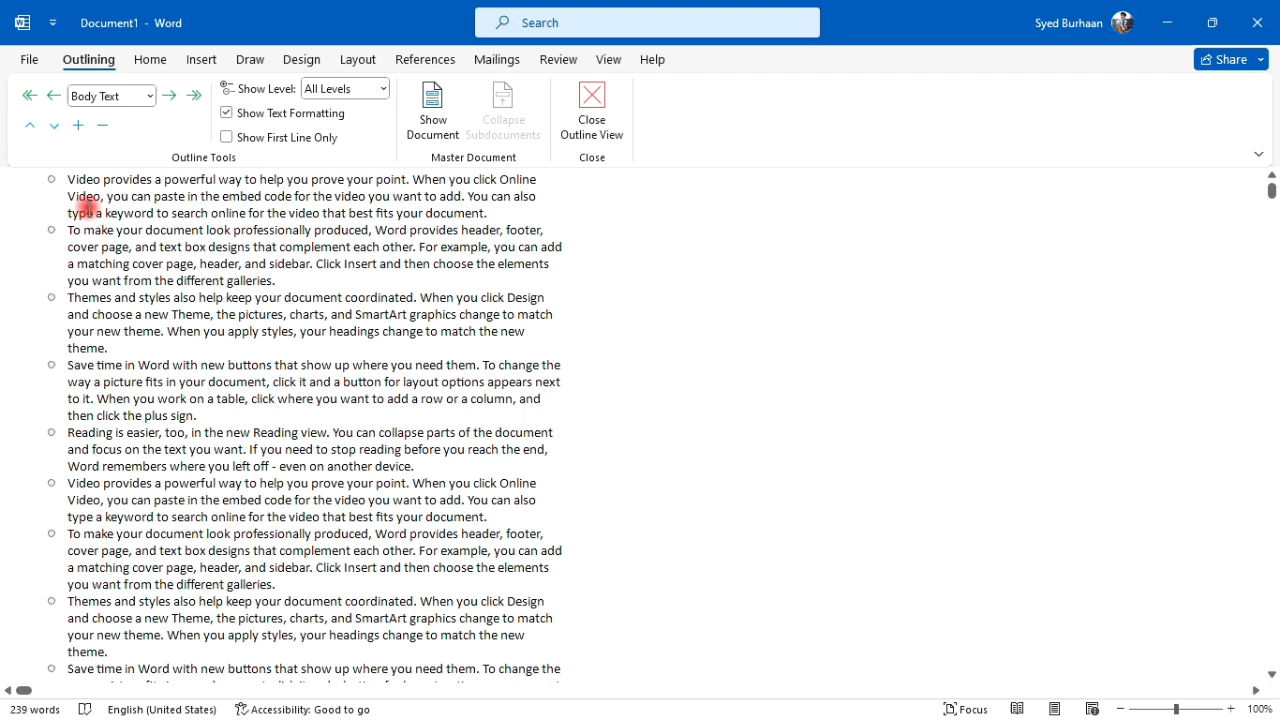 Document1 - Word
Search
Syed Burhaan
File
Outlining
Home
Insert
Draw
Design
Layout
References
Mailings
Review
View
Help
Share
Body Text
Show Level:
All Levels
Show Text Formatting
Show First Line Only
Outline Tools
Show
Document
Collapse
Subdocuments
Master Document
Close
Outline View
Close
Video provides a powerful way to help you prove your point. When you click Online
Video, you can paste in the embed code for the video you want to add. You can also
type a keyword to search online for the video that best fits your document.
To make your document look professionally produced, Word provides header, footer,
cover page, and text box designs that complement each other. For example, you can add
a matching cover page, header, and sidebar. Click Insert and then choose the elements
you want from the different galleries.
Themes and styles also help keep your document coordinated. When you click Design
and choose a new Theme, the pictures, charts, and SmartArt graphics change to match
your new theme. When you apply styles, your headings change to match the new
theme.
Save time in Word with new buttons that show up where you need them. To change the
way a picture fits in your document, click it and a button for layout options appears next
to it. When you work on a table, click where you want to add a row or a column, and
then click the plus sign.
Reading is easier, too, in the new Reading view. You can collapse parts of the document
and focus on the text you want. If you need to stop reading before you reach the end,
Word remembers where you left off - even on another device.
Video provides a powerful way to help you prove your point. When you click Online
Video, you can paste in the embed code for the video you want to add. You can also
type a keyword to search online for the video that best fits your document.
To make your document look professionally produced, Word provides header, footer,
cover page, and text box designs that complement each other. For example, you can add
a matching cover page, header, and sidebar. Click Insert and then choose the elements
you want from the different galleries.
Themes and styles also help keep your document coordinated. When you click Design
and choose a new Theme, the pictures, charts, and SmartArt graphics change to match
your new theme. When you apply styles, your headings change to match the new
theme.
Save time in Word with new buttons that show up where you need them. To change the
239 words
English (United States)
Accessibility: Good to go
Focus
100%